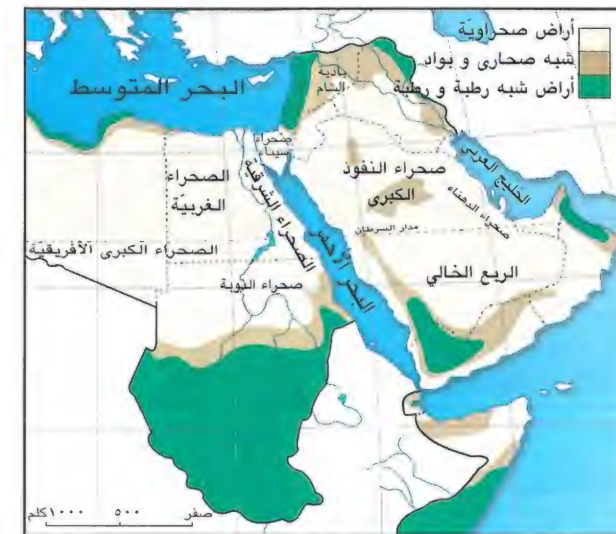 أراض صحراويّة
شبه صحارى و بواد
أراض شبه رطبة و رطبة
البحر المتوسط
بادية
الشام
صحراء
سيناء
الخليج العربي
صحراء النفوذ
الكبرى
صحراء الدهناء
الصحراء
الغربيّة
الصحراء الشرقية
مدار السرطان
الصحراء الكبرى الأفريقيّة
البحر الأحمر
الربع الخالي
صحراء النوبة
صفر ٥٠٠ ١٠٠٠كلم